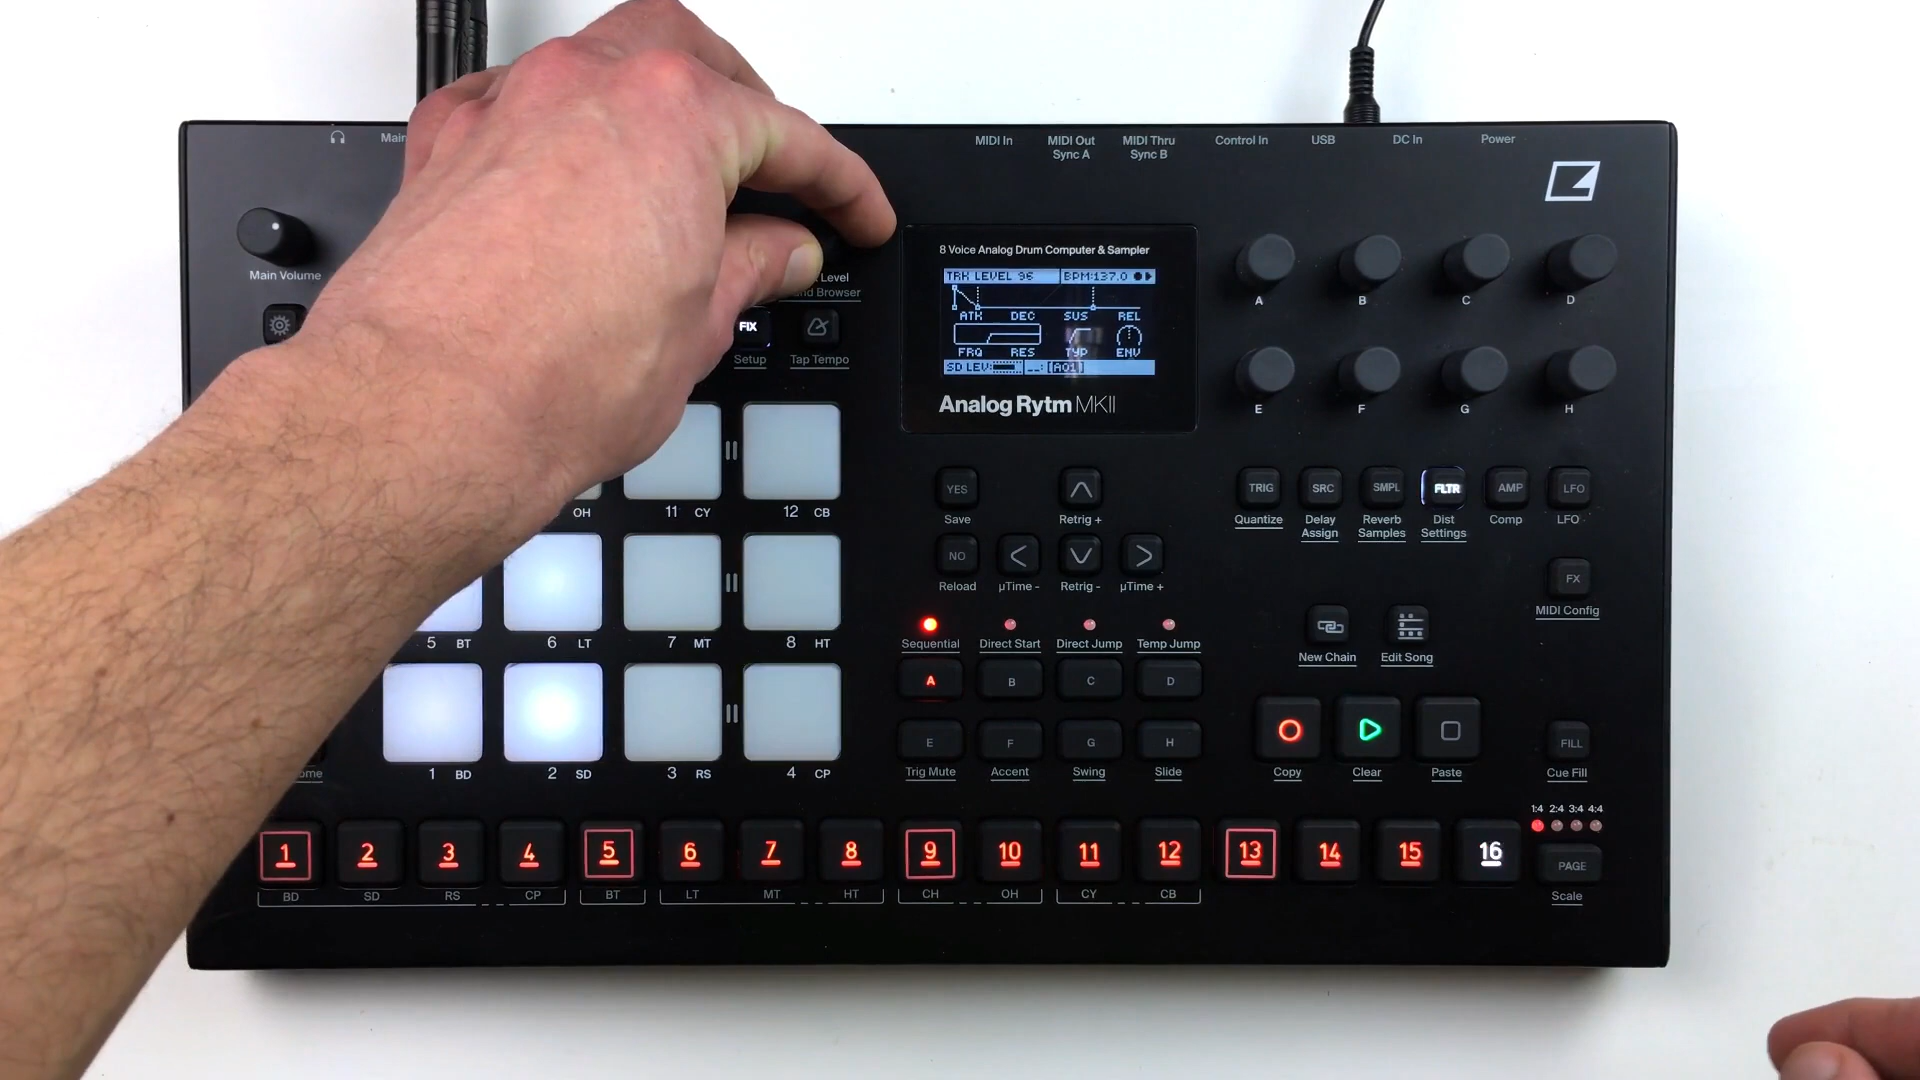 Main
MIDI In
MIDI Out
Sync A
MIDI Thru
Sync B
Control In
USB
DC In
Power
Main Volume
Level
8 Voice Analog Drum Computer & Sampler
TRK LEVEL 96
BPM:137.0
ATK DEC SUS REL
FRQ RES TYP ENV
SD LEV: __: [A01]
Analog Rytm MKII
A B C D
E F G H
FIX
Setup
Tap Tempo
Browser
OH
11 CY
12 CB
5 BT
6 LT
7 MT
8 HT
1 BD
2 SD
3 RS
4 CP
YES
Save
Retrig +
NO
Reload
µTime -
Retrig -
µTime +
TRIG
Quantize
SRC
Delay
Assign
SMPL
Reverb
Samples
FLTR
Dist
Settings
AMP
Comp
LFO
LFO
FX
MIDI Config
Sequential
Direct Start
Direct Jump
Temp Jump
A B C D
E F G H
Trig Mute
Accent
Swing
Slide
New Chain
Edit Song
Copy
Clear
Paste
FILL
Cue Fill
1:4 2:4 3:4 4:4
PAGE
Scale
1 2 3 4 5 6 7 8 9 10 11 12 13 14 15 16
BD SD RS CP BT LT MT HT CH OH CY CB